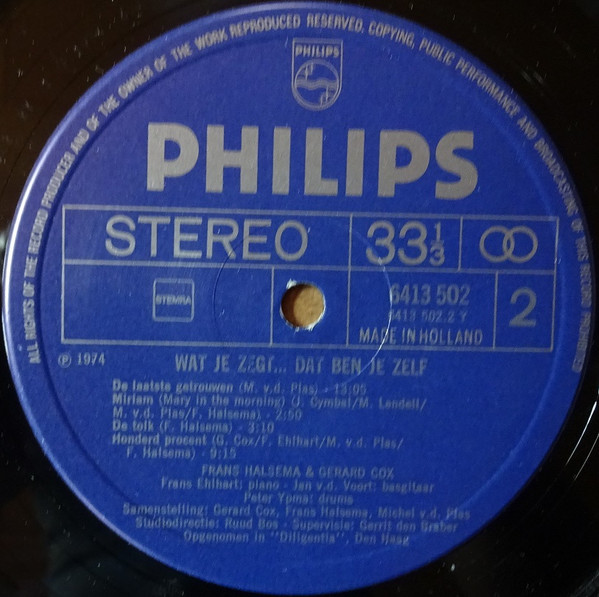 ALL RIGHTS OF THE RECORD PRODUCER AND OF THE OWNER OF THE WORK REPRODUCED RESERVED. COPYING, PUBLIC PERFORMANCE AND BROADCASTING OF THIS RECORD PROHIBITED
PHILIPS
PHILIPS
STEREO 33⅓
STEMRA 6413 502 2
6413 502.2 Y
MADE IN HOLLAND
℗ 1974 WAT JE ZEGT... DAT BEN JE ZELF
De laatste getrouwen (M. v.d. Plas) - 13:05
Miriam (Mary in the morning) (J. Cymbel/M. Lendell/
M. v.d. Plas/F. Halsema) - 2:50
De tolk (F. Halsema) - 3:10
Honderd procent (G. Cox/F. Ehlhart/M. v.d. Plas/
F. Halsema) - 9:15
FRANS HALSEMA & GERARD COX
Frans Ehlhart: piano - Jan v.d. Voort: basgitaar
Peter Ypma: drums
Samenstelling: Gerard Cox, Frans Halsema, Michel v.d. Plas
Studiodirectie: Ruud Bos - Supervisie: Gerrit den Braber
Opgenomen in "Diligentia", Den Haag